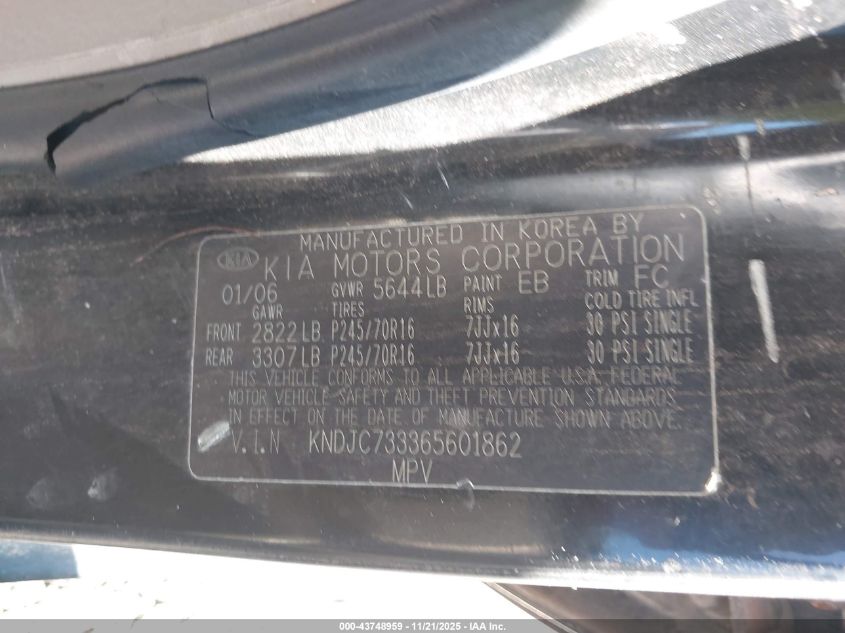 MANUFACTURED IN KOREA BY
KIA KIA MOTORS CORPORATION
01/06 GVWR 5644LB PAINT EB TRIM FC
GAWR TIRES RIMS COLD TIRE INFL
FRONT 2822LB P245/70R16 7JJx16 30 PSI SINGLE
REAR 3307LB P245/70R16 7JJx16 30 PSI SINGLE
THIS VEHICLE CONFORMS TO ALL APPLICABLE U.S.A. FEDERAL
MOTOR VEHICLE SAFETY AND THEFT PREVENTION STANDARDS
IN EFFECT ON THE DATE OF MANUFACTURE SHOWN ABOVE.
V.I.N KNDJC733365601862
MPV
000-43748959 - 11/21/2025 - IAA Inc.